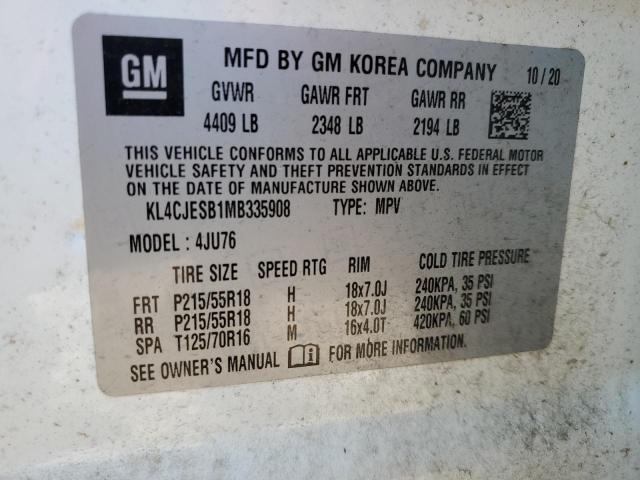 GM
MFD BY GM KOREA COMPANY 10/20
GVWR GAWR FRT GAWR RR
4409 LB 2348 LB 2194 LB
THIS VEHICLE CONFORMS TO ALL APPLICABLE U.S. FEDERAL MOTOR
VEHICLE SAFETY AND THEFT PREVENTION STANDARDS IN EFFECT
ON THE DATE OF MANUFACTURE SHOWN ABOVE.
KL4CJESB1MB335908 TYPE: MPV
MODEL : 4JU76
TIRE SIZE SPEED RTG RIM COLD TIRE PRESSURE
FRT P215/55R18 H 18x7.0J 240KPA, 35 PSI
RR P215/55R18 H 18x7.0J 240KPA, 35 PSI
SPA T125/70R16 M 16x4.0T 420KPA, 60 PSI
SEE OWNER'S MANUAL i FOR MORE INFORMATION.